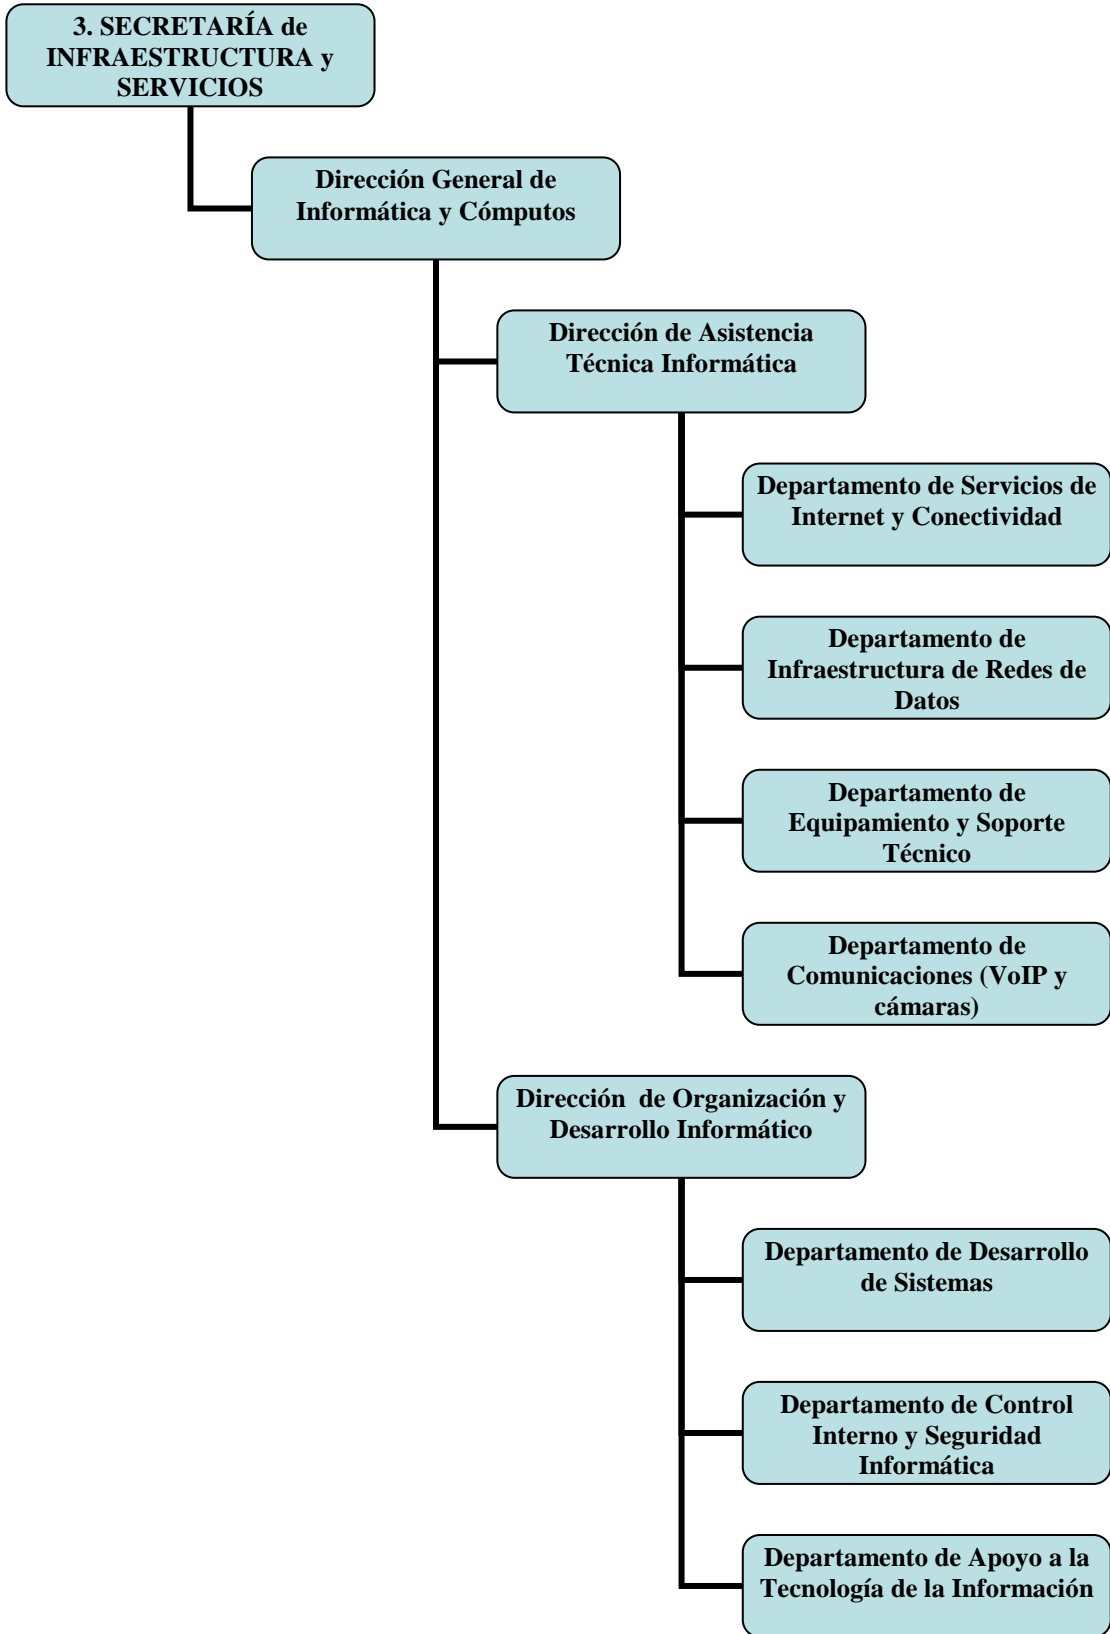 3. SECRETARÍA de
INFRAESTRUCTURA y
SERVICIOS
Dirección General de
Informática y Cómputos
Dirección de Asistencia
Técnica Informática
Departamento de Servicios de
Internet y Conectividad
Departamento de
Infraestructura de Redes de
Datos
Departamento de
Equipamiento y Soporte
Técnico
Departamento de
Comunicaciones (VoIP y
cámaras)
Dirección  de Organización y
Desarrollo Informático
Departamento de Desarrollo
de Sistemas
Departamento de Control
Interno y Seguridad
Informática
Departamento de Apoyo a la
Tecnología de la Información